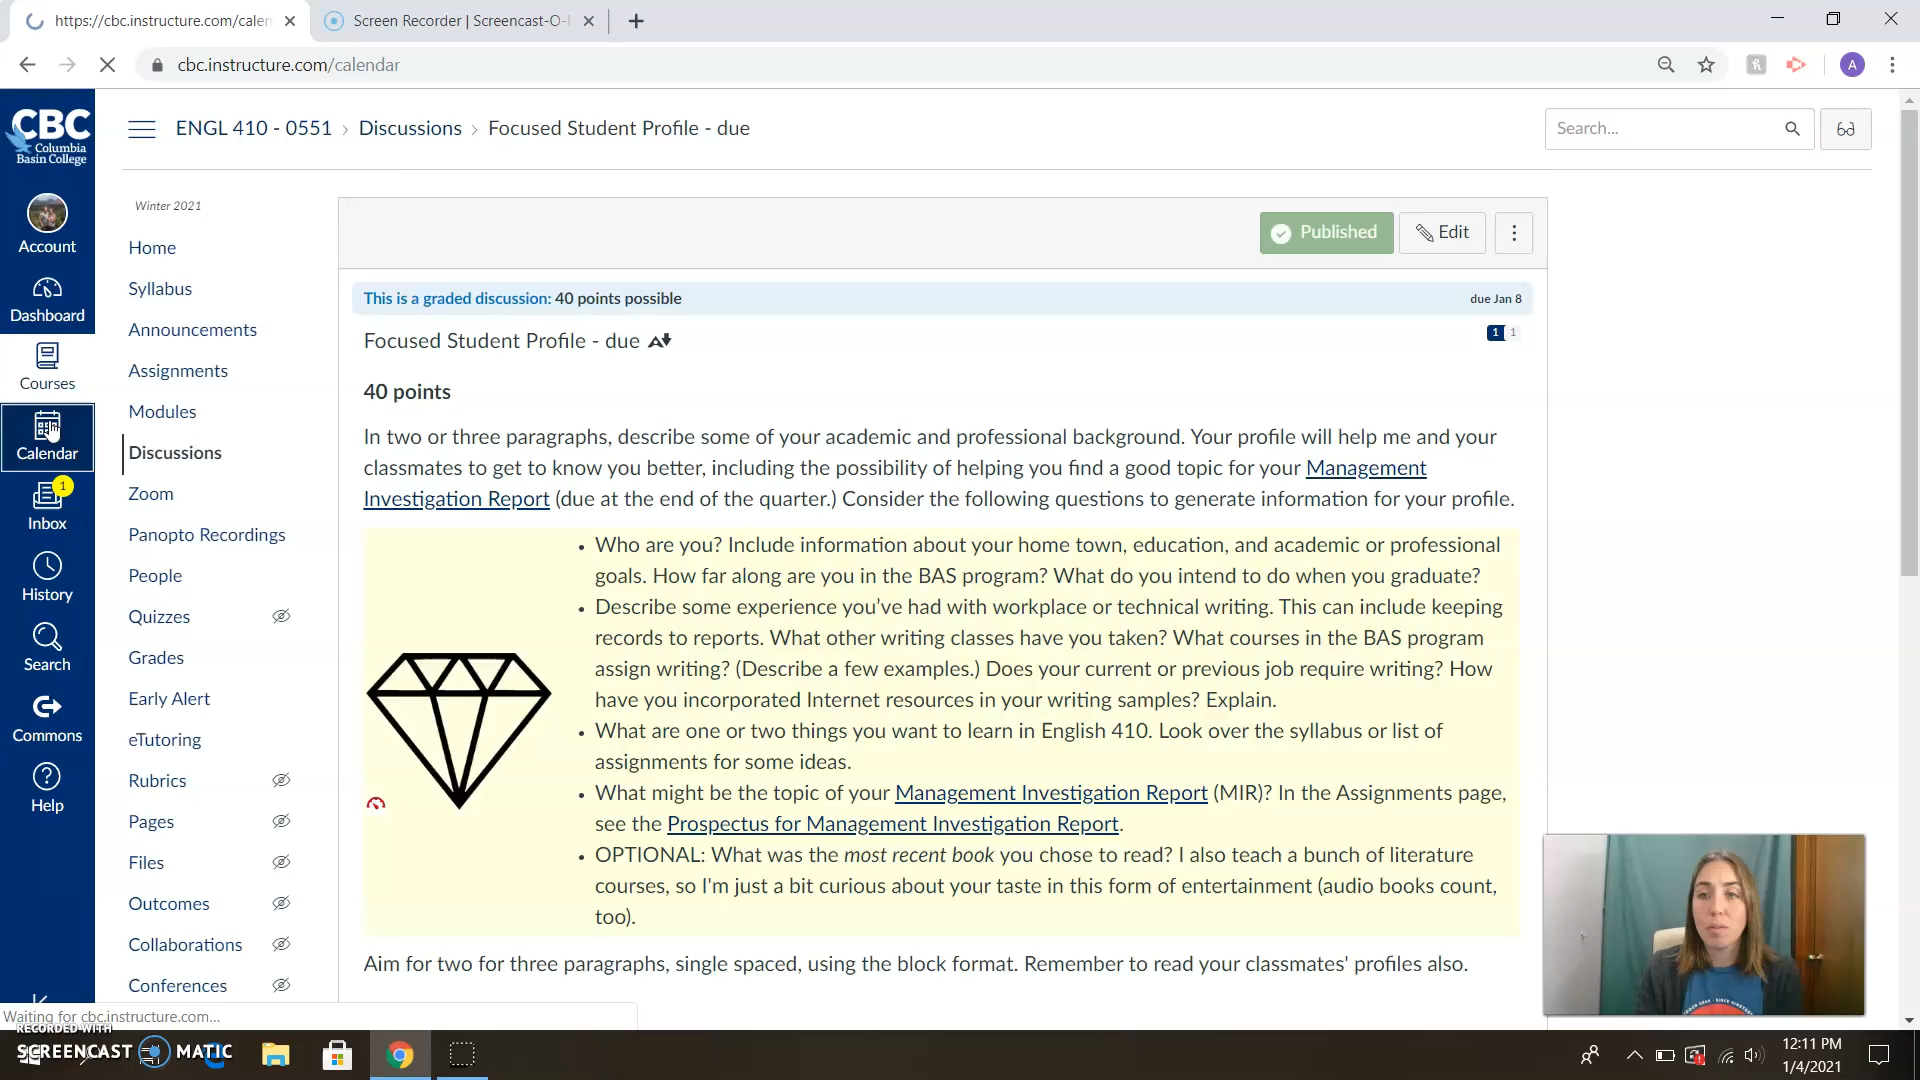 https://cbc.instructure.com/calen
Screen Recorder | Screencast-O-
cbc.instructure.com/calendar
A
CBC
Columbia
Basin College
ENGL 410 - 0551 › Discussions › Focused Student Profile - due
Search...
Account
Dashboard
Courses
Calendar
1
Inbox
History
Search
Commons
Help
Winter 2021
Home
Syllabus
Announcements
Assignments
Modules
Discussions
Zoom
Panopto Recordings
People
Quizzes
Grades
Early Alert
eTutoring
Rubrics
Pages
Files
Outcomes
Collaborations
Conferences
Published
Edit
This is a graded discussion: 40 points possible
due Jan 8
Focused Student Profile - due
1 1
40 points
In two or three paragraphs, describe some of your academic and professional background. Your profile will help me and your
classmates to get to know you better, including the possibility of helping you find a good topic for your Management
Investigation Report (due at the end of the quarter.) Consider the following questions to generate information for your profile.
• Who are you? Include information about your home town, education, and academic or professional
goals. How far along are you in the BAS program? What do you intend to do when you graduate?
• Describe some experience you've had with workplace or technical writing. This can include keeping
records to reports. What other writing classes have you taken? What courses in the BAS program
assign writing? (Describe a few examples.) Does your current or previous job require writing? How
have you incorporated Internet resources in your writing samples? Explain.
• What are one or two things you want to learn in English 410. Look over the syllabus or list of
assignments for some ideas.
• What might be the topic of your Management Investigation Report (MIR)? In the Assignments page,
see the Prospectus for Management Investigation Report.
• OPTIONAL: What was the most recent book you chose to read? I also teach a bunch of literature
courses, so I'm just a bit curious about your taste in this form of entertainment (audio books count,
too).
Aim for two for three paragraphs, single spaced, using the block format. Remember to read your classmates' profiles also.
Waiting for cbc.instructure.com...
RECORDED WITH
SCREENCAST MATIC
12:11 PM
1/4/2021